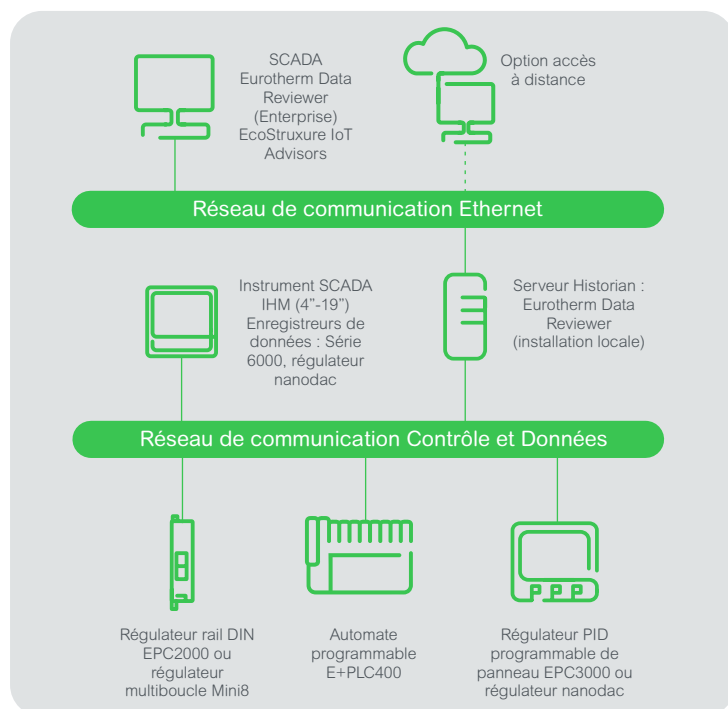 SCADA
Eurotherm Data
Reviewer
(Enterprise)
EcoStruxure IoT
Advisors
Option accès
à distance
Réseau de communication Ethernet
Instrument SCADA
IHM (4”-19”)
Enregistreurs de
données : Série
6000, régulateur
nanodac
Serveur Historian :
Eurotherm Data
Reviewer
(installation locale)
Réseau de communication Contrôle et Données
Régulateur rail DIN
EPC2000 ou
régulateur
multiboucle Mini8
Automate
programmable
E+PLC400
Régulateur PID
programmable de
panneau EPC3000 ou
régulateur nanodac